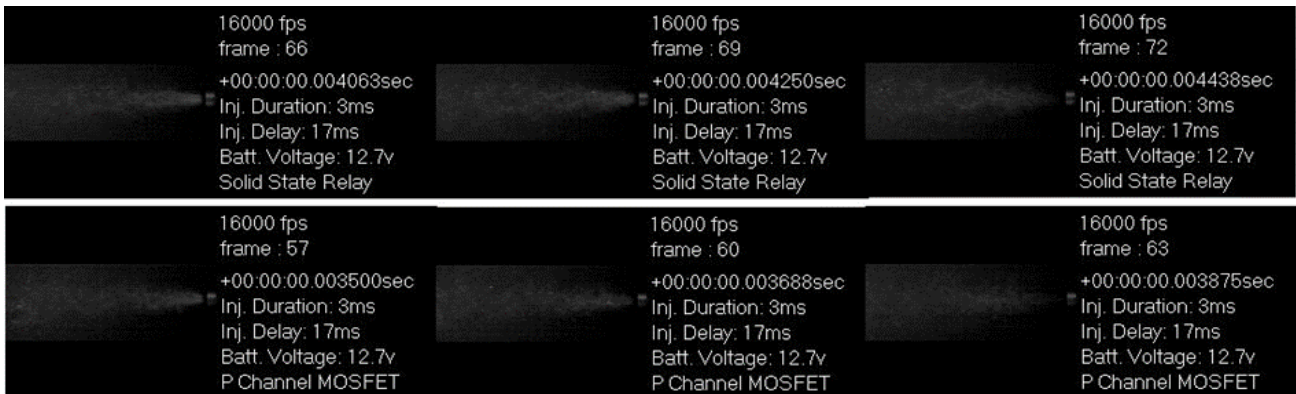 16000 fps
frame : 66
+00:00:00.004063sec
Inj. Duration: 3ms
Inj. Delay: 17ms
Batt. Voltage: 12.7v
Solid State Relay
16000 fps
frame : 69
+00:00:00.004250sec
Inj. Duration: 3ms
Inj. Delay: 17ms
Batt. Voltage: 12.7v
Solid State Relay
16000 fps
frame : 72
+00:00:00.004438sec
Inj. Duration: 3ms
Inj. Delay: 17ms
Batt. Voltage: 12.7v
Solid State Relay
16000 fps
frame : 57
+00:00:00.003500sec
Inj. Duration: 3ms
Inj. Delay: 17ms
Batt. Voltage: 12.7v
P Channel MOSFET
16000 fps
frame : 60
+00:00:00.003688sec
Inj. Duration: 3ms
Inj. Delay: 17ms
Batt. Voltage: 12.7v
P Channel MOSFET
16000 fps
frame : 63
+00:00:00.003875sec
Inj. Duration: 3ms
Inj. Delay: 17ms
Batt. Voltage: 12.7v
P Channel MOSFET